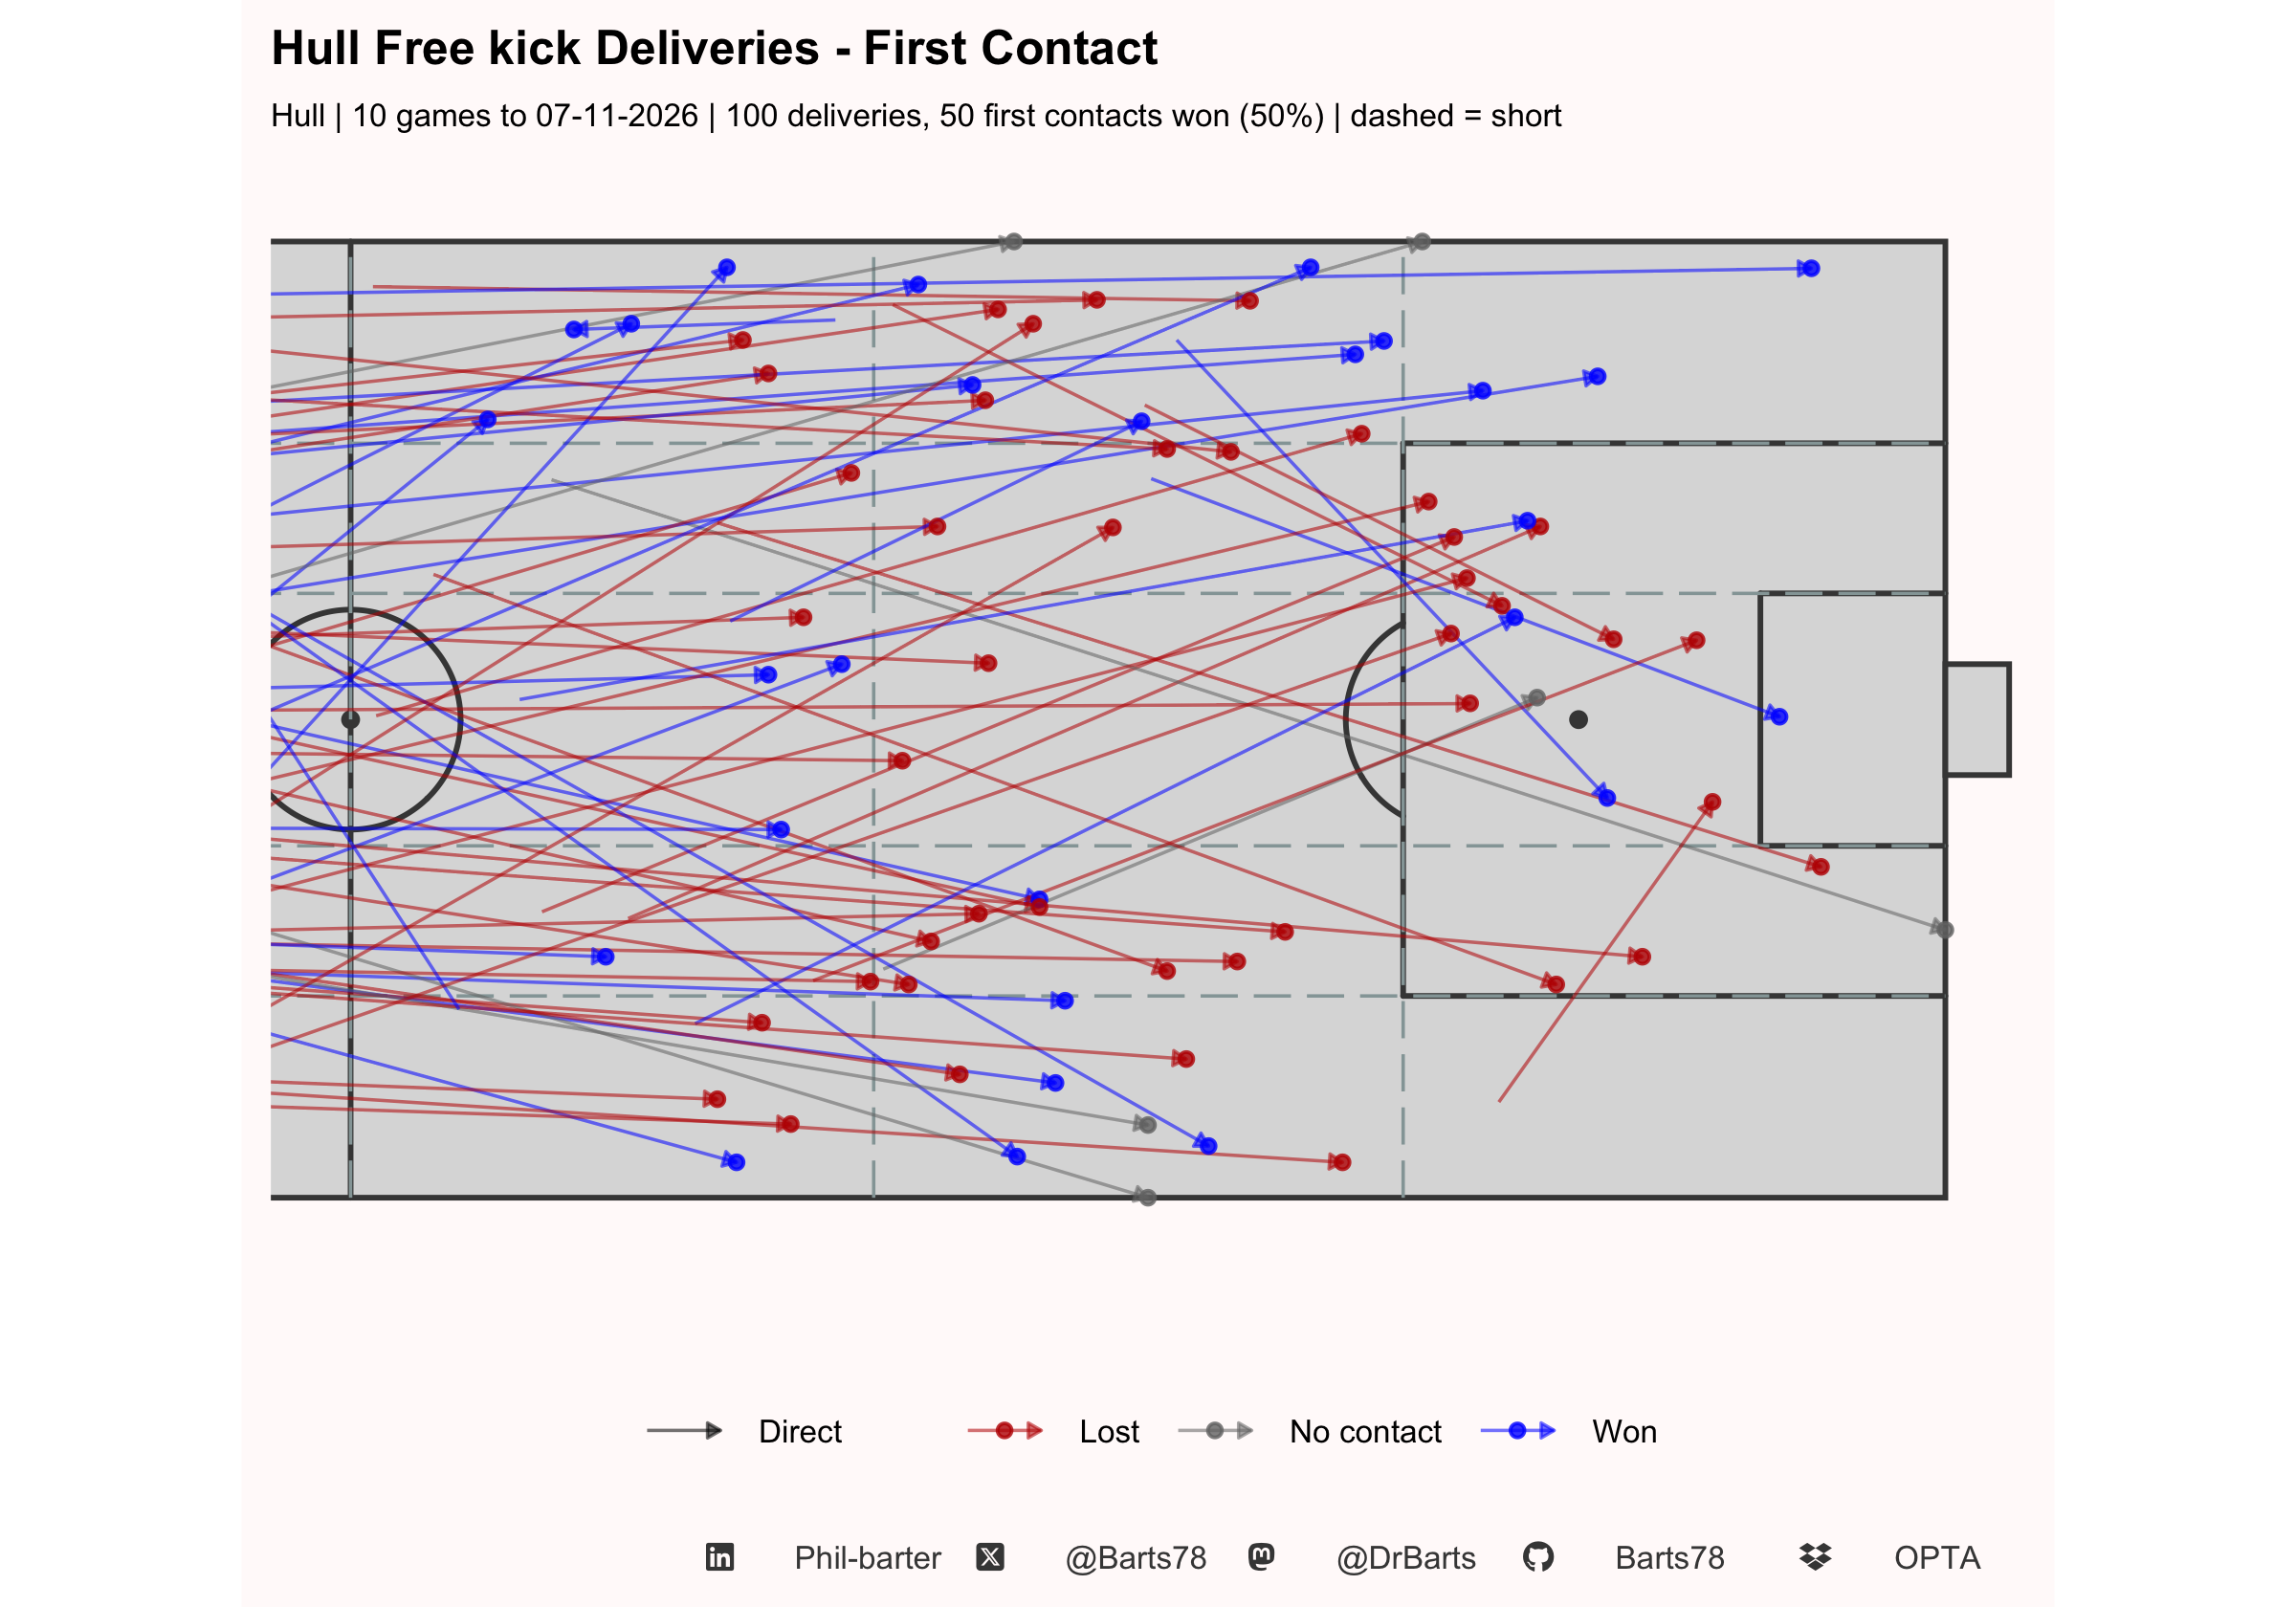 Hull Free kick Deliveries - First Contact
Hull | 10 games to 07-11-2026 | 100 deliveries, 50 first contacts won (50%) | dashed = short
Direct Lost No contact Won
Phil-barter @Barts78 @DrBarts Barts78 OPTA